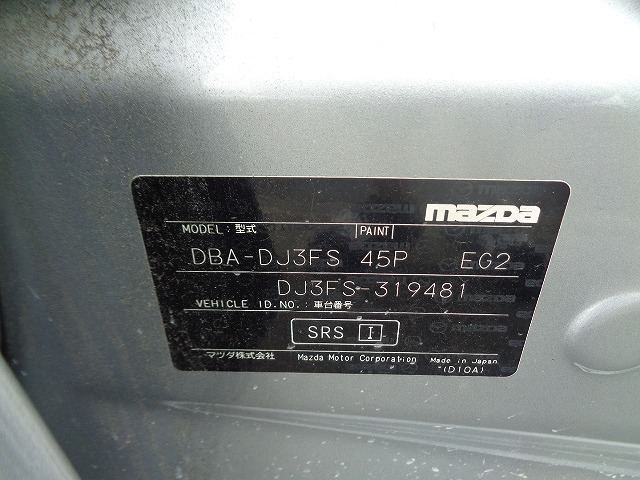 mazda
MODEL:型式 PAINT
DBA-DJ3FS 45P EG2
DJ3FS-319481
VEHICLE ID.NO.:車台番号
SRS I
マツダ株式会社 Mazda Motor Corporation Made in Japan
(D10A)